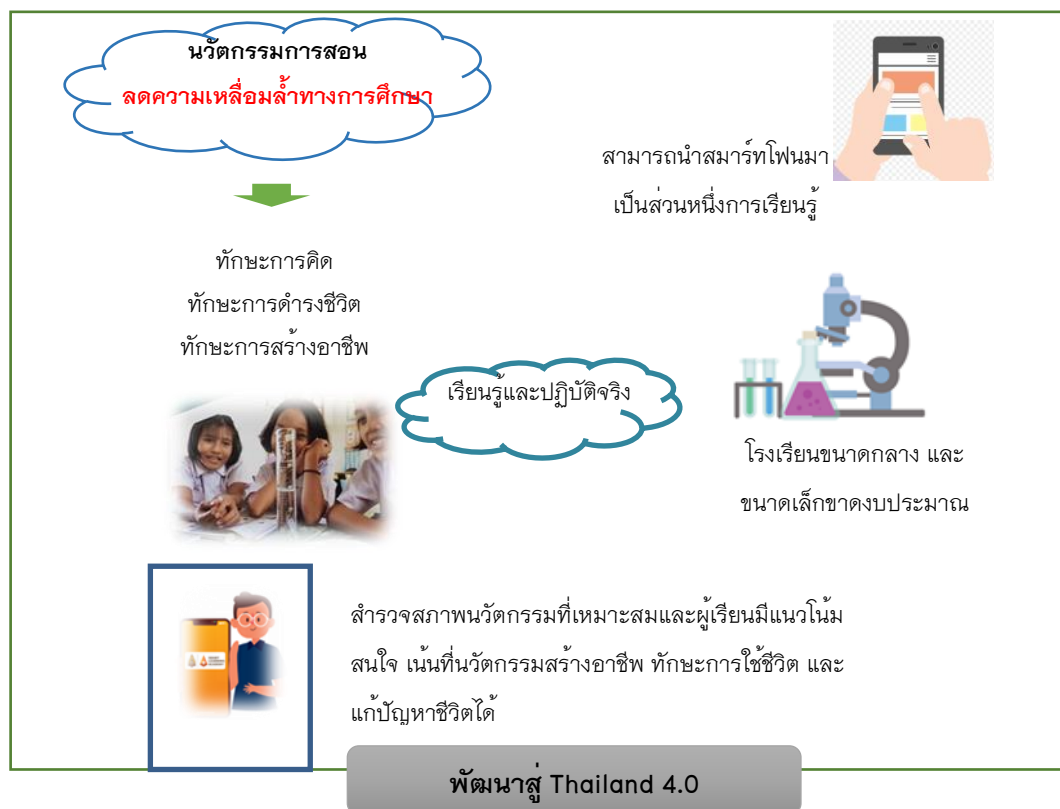 นวัตกรรมการสอน
ลดความเหลื่อมล้ำทางการศึกษา
สามารถนำสมาร์ทโฟนมา
เป็นส่วนหนึ่งการเรียนรู้
ทักษะการคิด
ทักษะการดำรงชีวิต
ทักษะการสร้างอาชีพ
เรียนรู้และปฏิบัติจริง
โรงเรียนขนาดกลาง และ
ขนาดเล็กขาดงบประมาณ
สำรวจสภาพนวัตกรรมที่เหมาะสมและผู้เรียนมีแนวโน้ม
สนใจ เน้นที่นวัตกรรมสร้างอาชีพ ทักษะการใช้ชีวิต และ
แก้ปัญหาชีวิตได้
พัฒนาสู่ Thailand 4.0